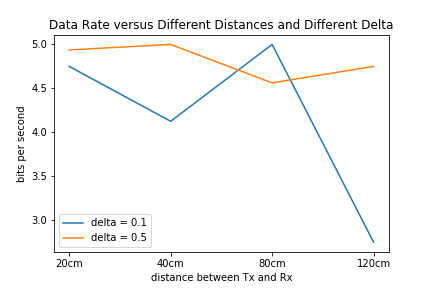 Data Rate versus Different Distances and Different Delta
bits per second
5.0
4.5
4.0
3.5
3.0
delta = 0.1
delta = 0.5
20cm 40cm 80cm 120cm
distance between Tx and Rx